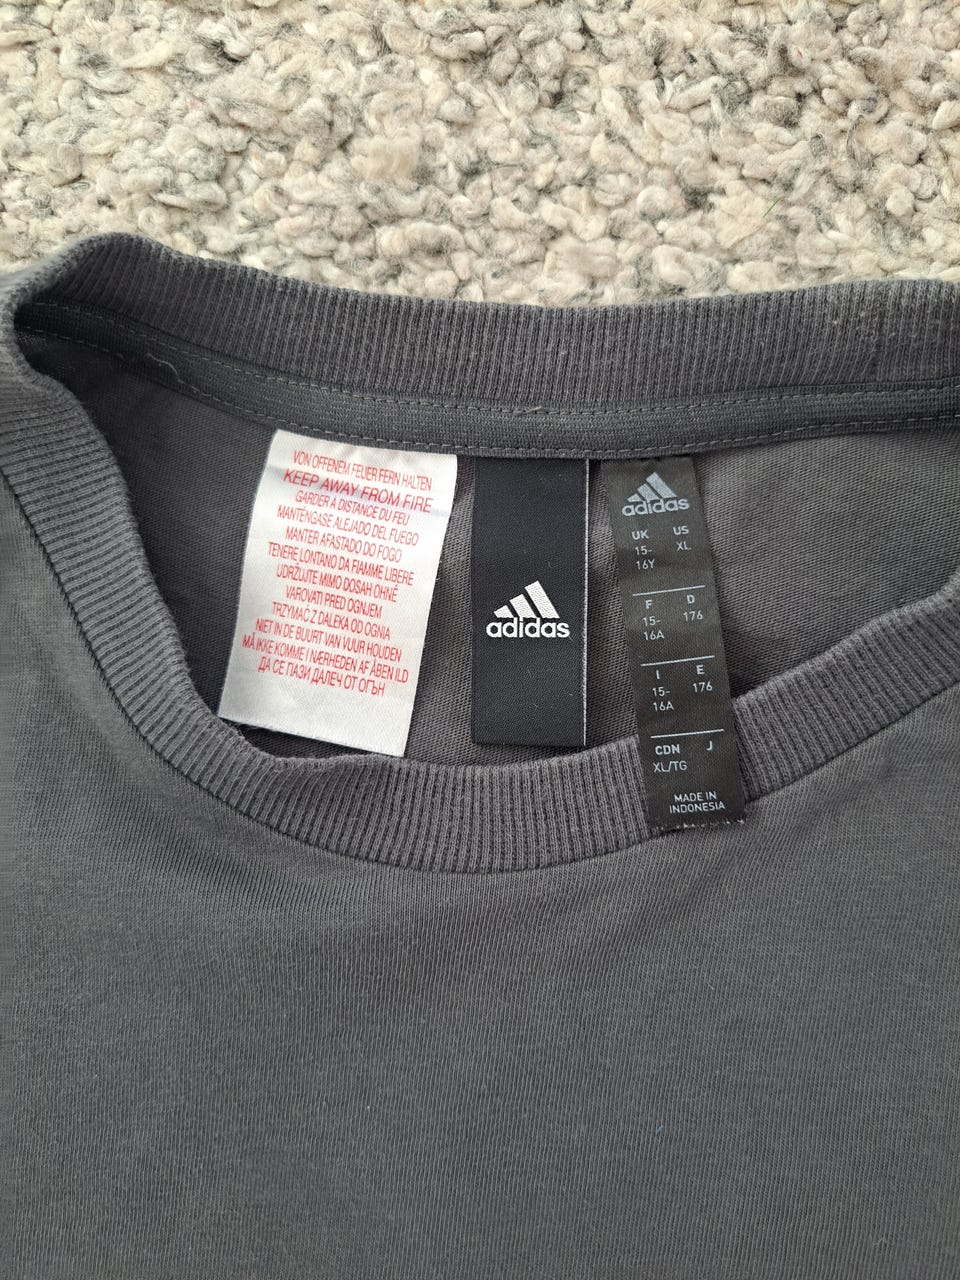 VON OFFENEM FEUER FERN HALTEN
KEEP AWAY FROM FIRE
GARDER A DISTANCE DU FEU
MANTÉNGASE ALEJADO DEL FUEGO
MANTER AFASTADO DO FOGO
TENERE LONTANO DA FIAMME LIBERE
UDRŽUJTE MIMO DOSAH OHNĚ
VAROVATI PRED OGNJEM
TRZYMAĆ Z DALEKA OD OGNIA
NIET IN DE BUURT VAN VUUR HOUDEN
MÅ IKKE KOMME I NÆRHEDEN AF ÅBEN ILD
ДА СЕ ПАЗИ ДАЛЕЧ ОТ ОГЪН
adidas
adidas
UK US
15- XL
16Y
F D
15- 176
16A
I E
15- 176
16A
CDN J
XL/TG
MADE IN
INDONESIA